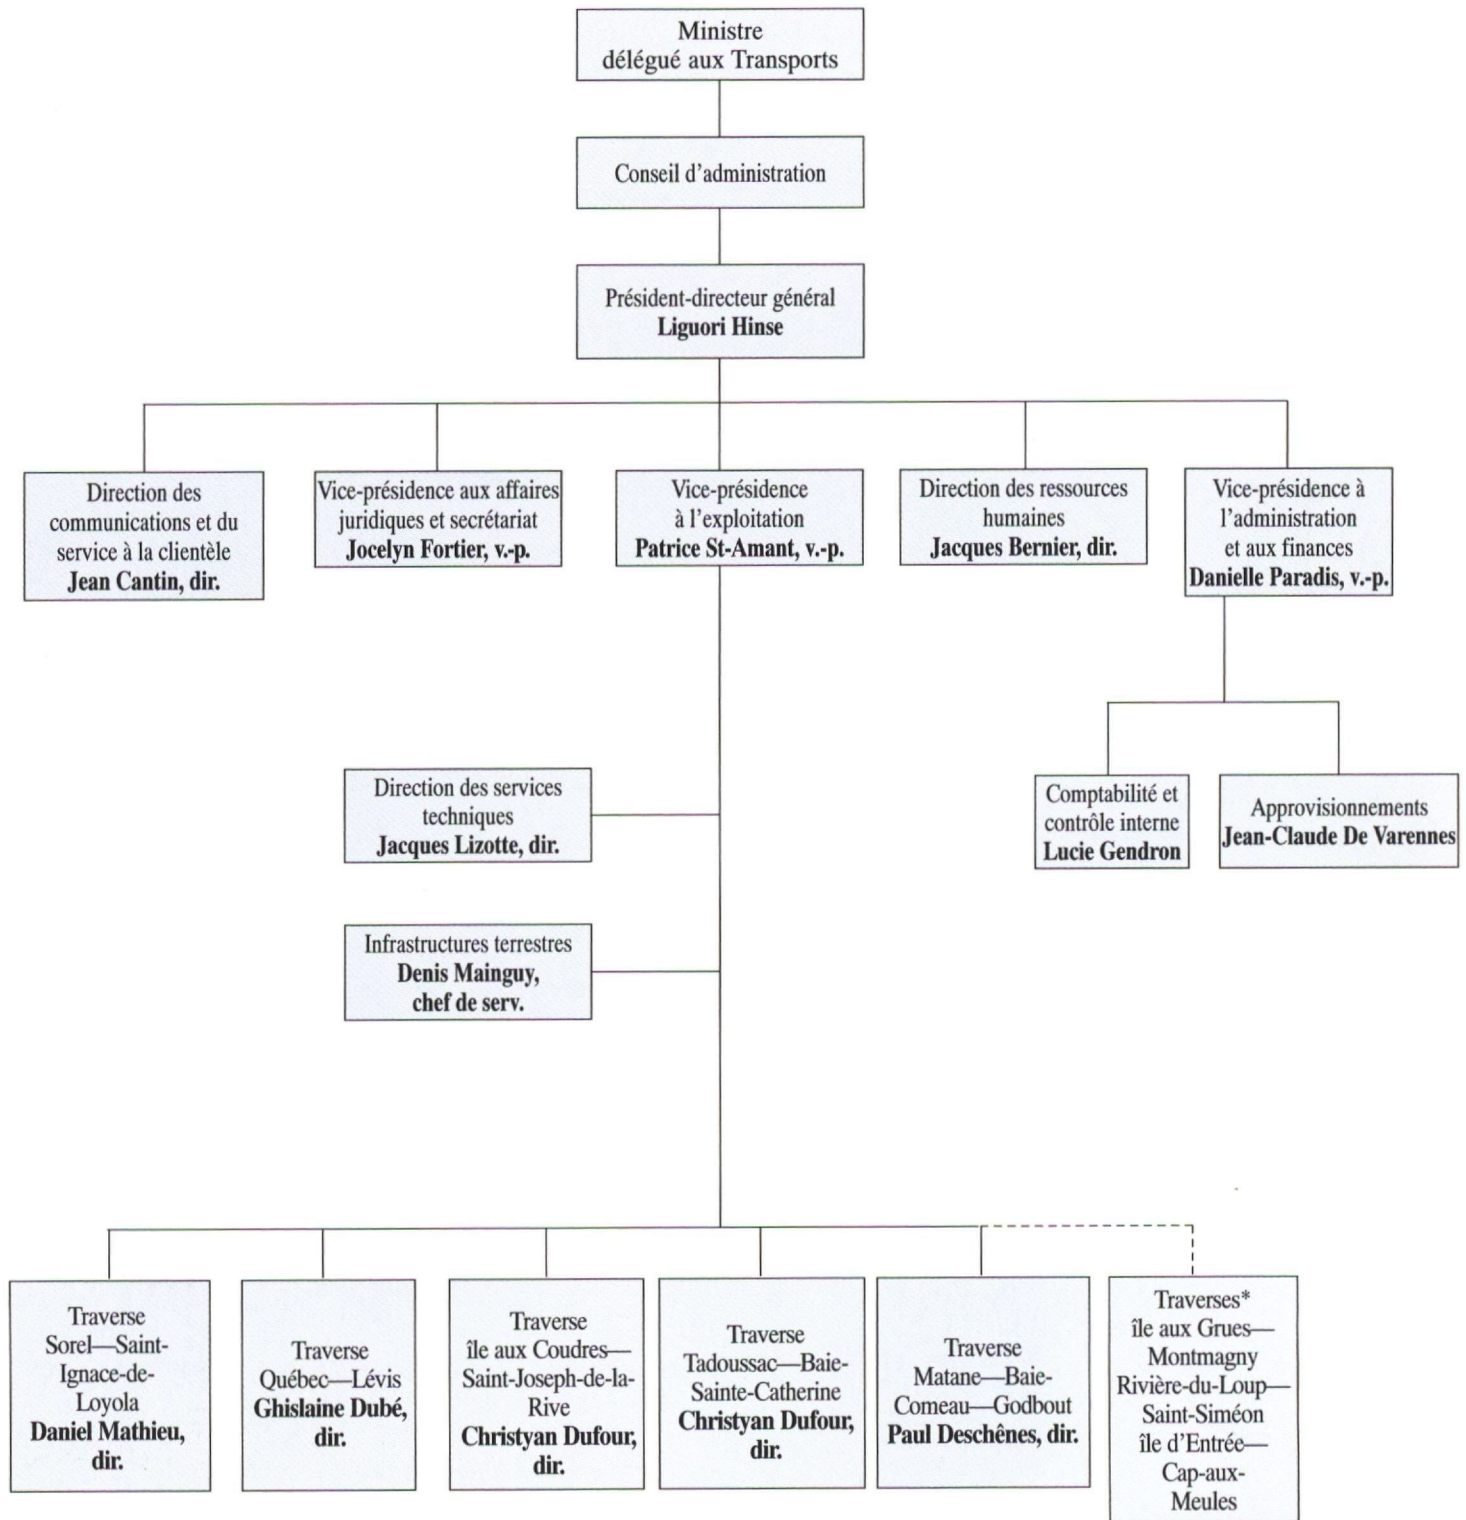 Ministre
délégué aux Transports
Conseil d'administration
Président-directeur général
Liguori Hinse
Direction des
communications et du
service à la clientèle
Jean Cantin, dir.
Vice-présidence aux affaires
juridiques et secrétariat
Jocelyn Fortier, v.-p.
Vice-présidence
à l'exploitation
Patrice St-Amant, v.-p.
Direction des ressources
humaines
Jacques Bernier, dir.
Vice-présidence à
l'administration
et aux finances
Danielle Paradis, v.-p.
Direction des services
techniques
Jacques Lizotte, dir.
Comptabilité et
contrôle interne
Lucie Gendron
Approvisionnements
Jean-Claude De Varennes
Infrastructures terrestres
Denis Mainguy,
chef de serv.
Traverse
Sorel—Saint-
Ignace-de-
Loyola
Daniel Mathieu,
dir.
Traverse
Québec—Lévis
Ghislaine Dubé,
dir.
Traverse
île aux Coudres—
Saint-Joseph-de-la-
Rive
Christyan Dufour,
dir.
Traverse
Tadoussac—Baie-
Sainte-Catherine
Christyan Dufour,
dir.
Traverse
Matane—Baie-
Comeau—Godbout
Paul Deschênes, dir.
Traverses*
île aux Grues—
Montmagny
Rivière-du-Loup—
Saint-Siméon
île d'Entrée—
Cap-aux-
Meules